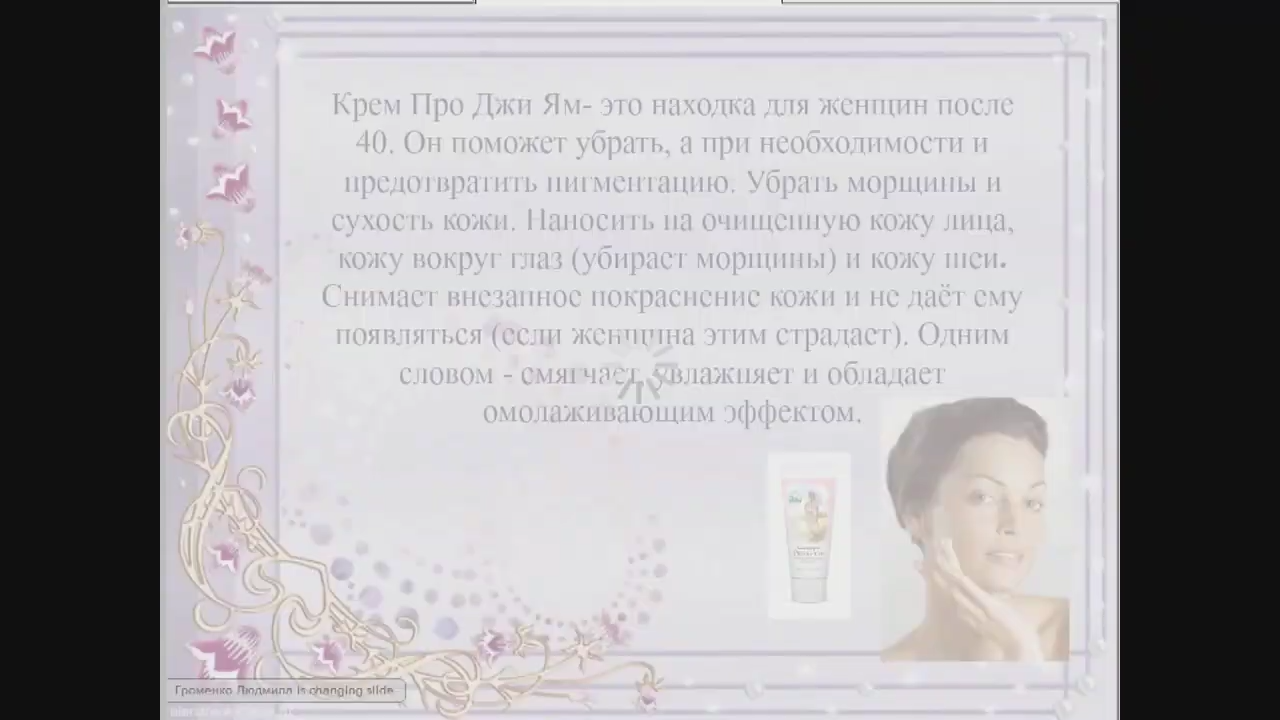 Крем Про Джи Ям- это находка для женщин после
40. Он поможет убрать, а при необходимости и
предотвратить пигментацию. Убрать морщины и
сухость кожи. Наносить на очищенную кожу лица,
кожу вокруг глаз (убирает морщины) и кожу шеи.
Снимает внезапное покраснение кожи и не даёт ему
появляться (если женщина этим страдает). Одним
словом - смягчает, увлажняет и обладает
омолаживающим эффектом.
Громенко Людмила is changing slide